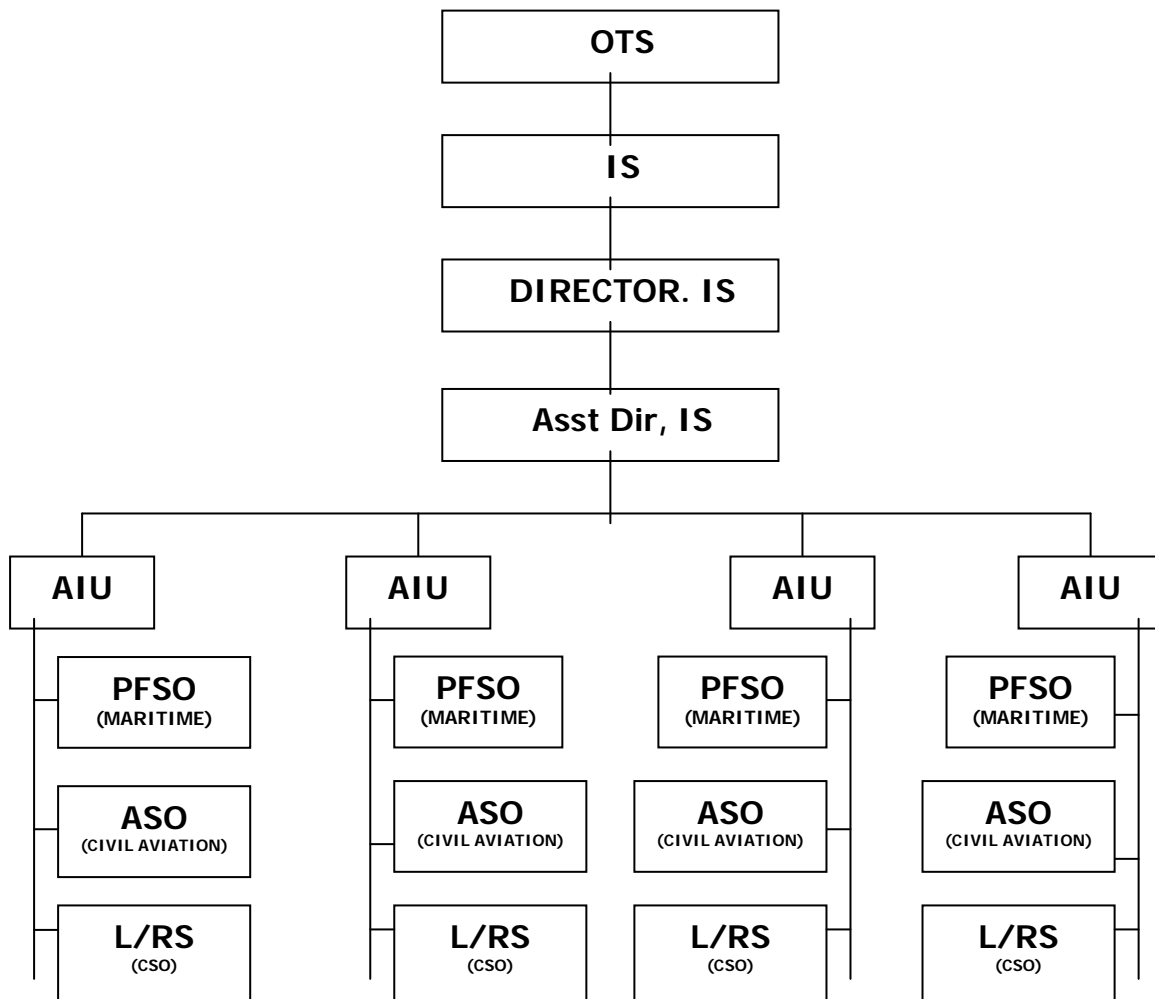 OTS
IS
DIRECTOR. IS
Asst Dir, IS
AIU
AIU
AIU
AIU
PFSO
(MARITIME)
PFSO
(MARITIME)
PFSO
(MARITIME)
PFSO
(MARITIME)
ASO
(CIVIL AVIATION)
ASO
(CIVIL AVIATION)
ASO
(CIVIL AVIATION)
ASO
(CIVIL AVIATION)
L/RS
(CSO)
L/RS
(CSO)
L/RS
(CSO)
L/RS
(CSO)